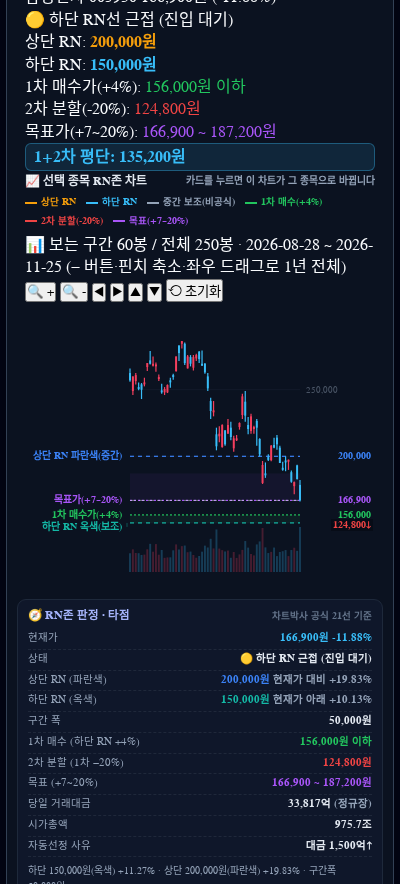 🟡 하단 RN선 근접 (진입 대기)
상단 RN: 200,000원
하단 RN: 150,000원
1차 매수가(+4%): 156,000원 이하
2차 분할(-20%): 124,800원
목표가(+7~20%): 166,900 ~ 187,200원
1+2차 평단: 135,200원
📈 선택 종목 RN존 차트 카드를 누르면 이 차트가 그 종목으로 바뀝니다
상단 RN 하단 RN 중간 보조(비공식) 1차 매수(+4%)
2차 분할(-20%) 목표(+7~20%)
📊 보는 구간 60봉 / 전체 250봉 · 2026-08-28 ~ 2026-
11-25 (− 버튼·핀치 축소·좌우 드래그로 1년 전체)
🔍 + 🔍 - ◀ ▶ ▲ ▼ ⟲ 초기화
250,000
상단 RN 파란색(중간) 200,000
목표가(+7~20%) 166,900
1차 매수가(+4%) 156,000
하단 RN 옥색(보조) 124,800↓
🧭 RN존 판정 · 타점 차트박사 공식 21선 기준
현재가 166,900원 -11.88%
상태 🟡 하단 RN 근접 (진입 대기)
상단 RN (파란색) 200,000원 현재가 대비 +19.83%
하단 RN (옥색) 150,000원 현재가 아래 +10.13%
구간 폭 50,000원
1차 매수 (하단 RN +4%) 156,000원 이하
2차 분할 (1차 −20%) 124,800원
목표 (+7~20%) 166,900 ~ 187,200원
당일 거래대금 33,817억 (정규장)
시가총액 975.7조
자동선정 사유 대금 1,500억↑
하단 150,000원(옥색) +11.27% · 상단 200,000원(파란색) +19.83% · 구간폭